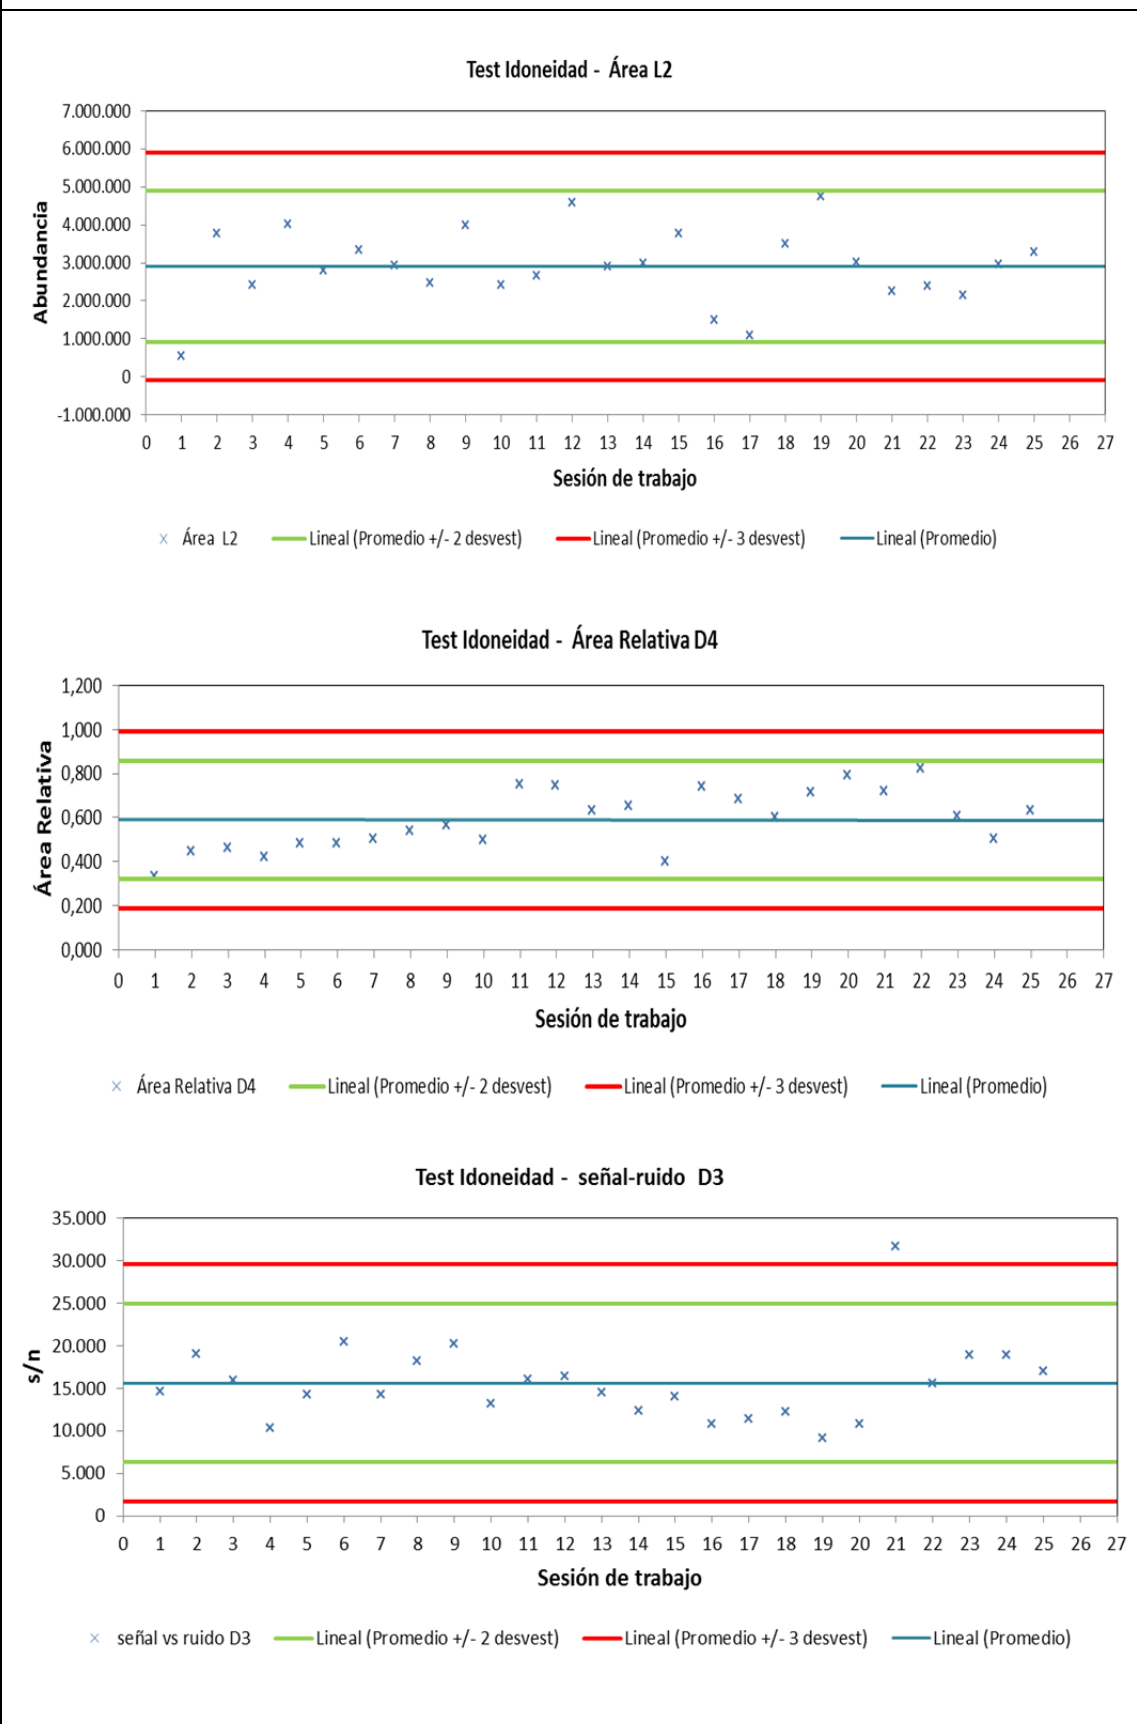 Test Idoneidad - Área L2
7.000.000
6.000.000
5.000.000
4.000.000
3.000.000
2.000.000
1.000.000
0
-1.000.000
Abundancia
0 1 2 3 4 5 6 7 8 9 10 11 12 13 14 15 16 17 18 19 20 21 22 23 24 25 26 27
Sesión de trabajo
Área L2 Lineal (Promedio +/- 2 desvest) Lineal (Promedio +/- 3 desvest) Lineal (Promedio)
Test Idoneidad - Área Relativa D4
1,200
1,000
0,800
0,600
0,400
0,200
0,000
Área Relativa
0 1 2 3 4 5 6 7 8 9 10 11 12 13 14 15 16 17 18 19 20 21 22 23 24 25 26 27
Sesión de trabajo
Área Relativa D4 Lineal (Promedio +/- 2 desvest) Lineal (Promedio +/- 3 desvest) Lineal (Promedio)
Test Idoneidad - señal-ruido D3
35.000
30.000
25.000
20.000
15.000
10.000
5.000
0
s/n
0 1 2 3 4 5 6 7 8 9 10 11 12 13 14 15 16 17 18 19 20 21 22 23 24 25 26 27
Sesión de trabajo
señal vs ruido D3 Lineal (Promedio +/- 2 desvest) Lineal (Promedio +/- 3 desvest) Lineal (Promedio)